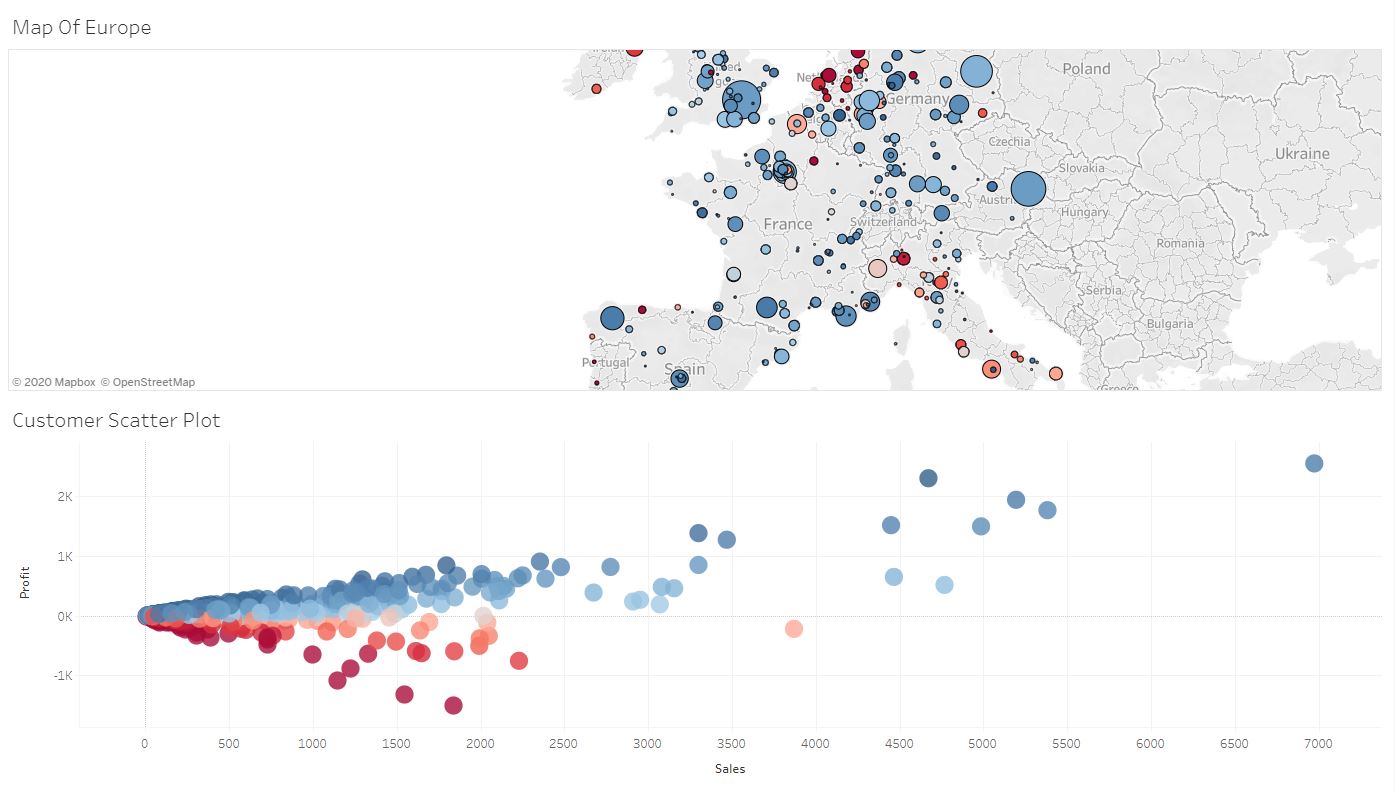 Map Of Europe
Poland
Germany
Ukraine
Czechia
Slovakia
Hungary
France
Switzerland
Romania
Serbia
Bulgaria
Portugal
Spain
© 2020 Mapbox © OpenStreetMap
Customer Scatter Plot
2K
1K
0K
-1K
Profit
0 500 1000 1500 2000 2500 3000 3500 4000 4500 5000 5500 6000 6500 7000
Sales